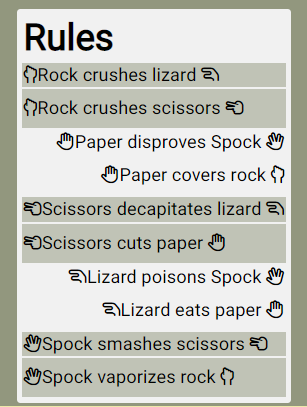 Rules
Rock crushes lizard
Rock crushes scissors
Paper disproves Spock
Paper covers rock
Scissors decapitates lizard
Scissors cuts paper
Lizard poisons Spock
Lizard eats paper
Spock smashes scissors
Spock vaporizes rock